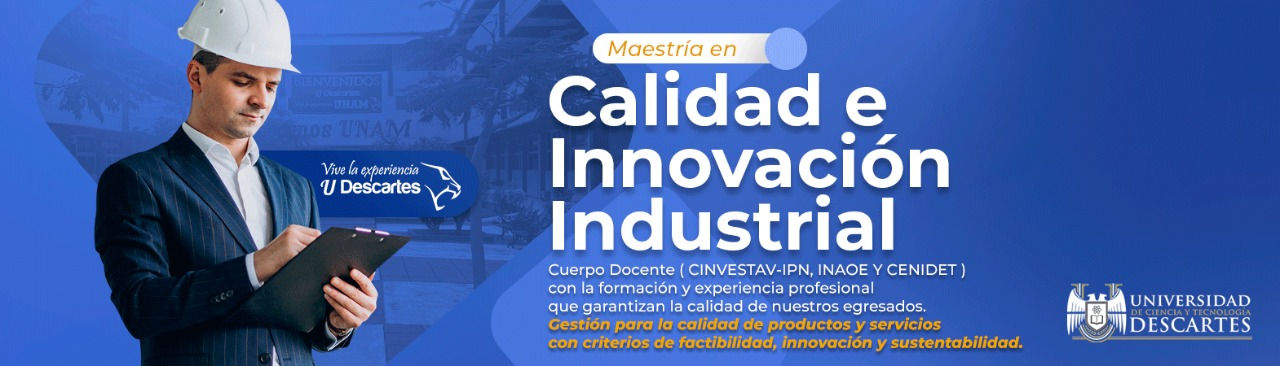 Maestría en
Calidad e
Innovación
Industrial
Cuerpo Docente ( CINVESTAV-IPN, INAOE Y CENIDET )
con la formación y experiencia profesional
que garantizan la calidad de nuestros egresados.
Gestión para la calidad de productos y servicios
con criterios de factibilidad, innovación y sustentabilidad.
Vive la experiencia
U Descartes
BIENVENIDOS
U Descartes
UNAM
UNAM
UNIVERSIDAD
DE CIENCIA Y TECNOLOGÍA
DESCARTES